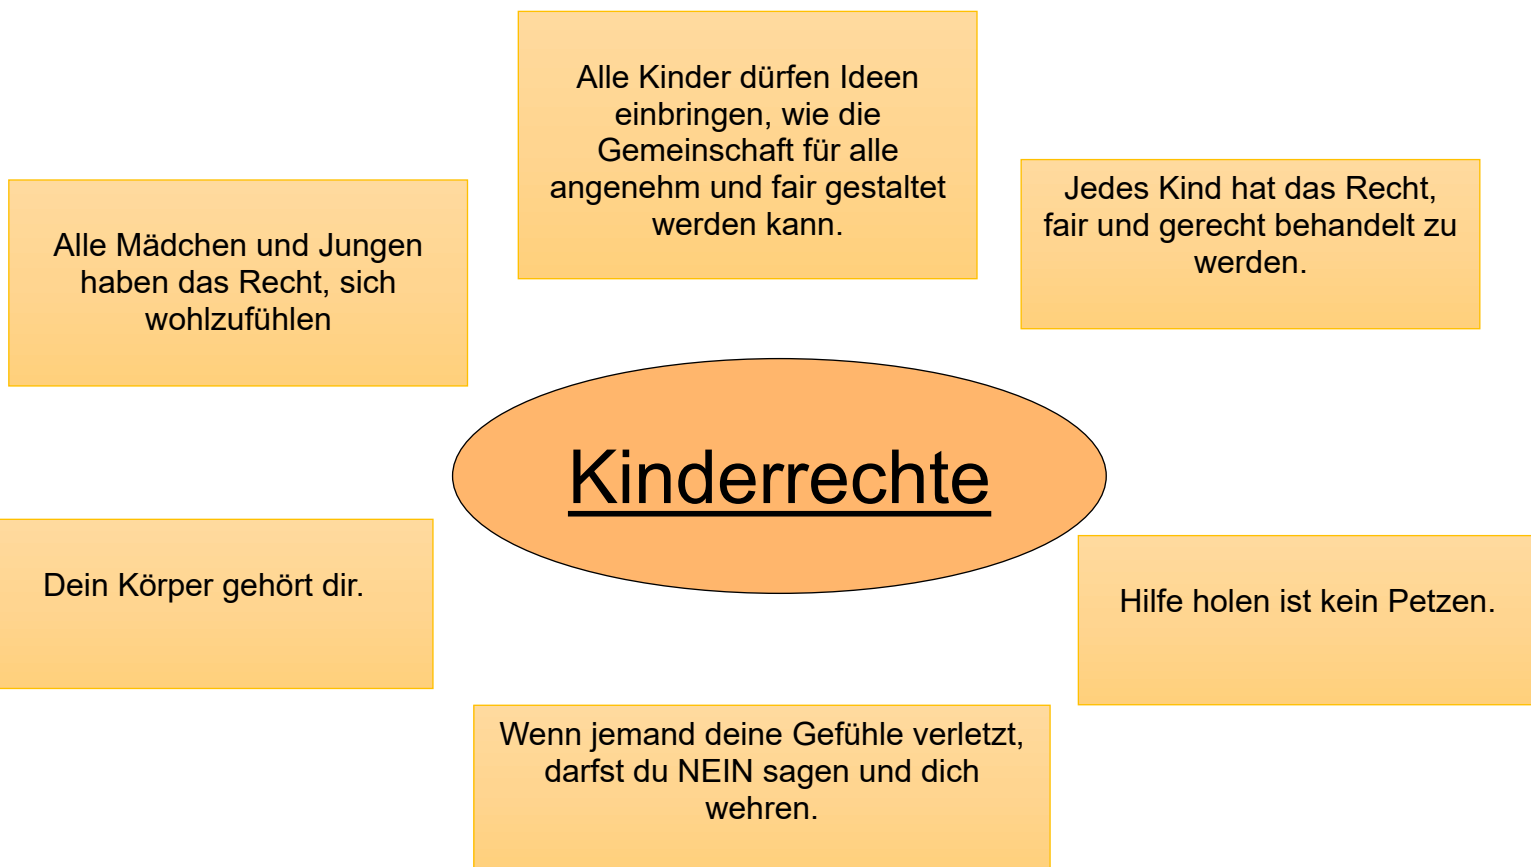 Alle Kinder dürfen Ideen
einbringen, wie die
Gemeinschaft für alle
angenehm und fair gestaltet
werden kann.
Jedes Kind hat das Recht,
fair und gerecht behandelt zu
werden.
Alle Mädchen und Jungen
haben das Recht, sich
wohlzufühlen
Kinderrechte
Dein Körper gehört dir.
Hilfe holen ist kein Petzen.
Wenn jemand deine Gefühle verletzt,
darfst du NEIN sagen und dich
wehren.